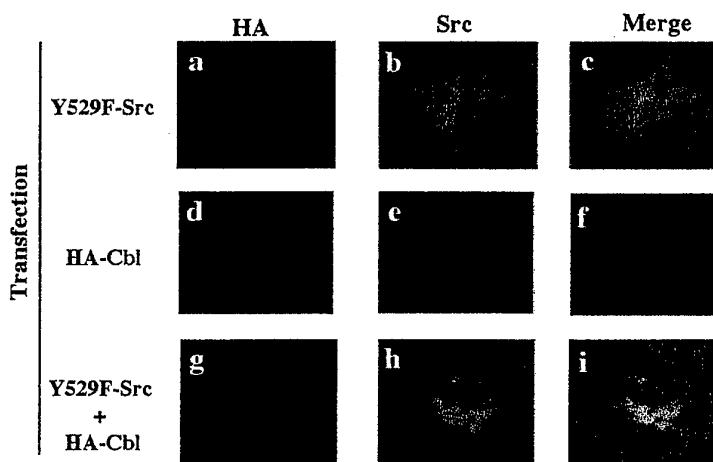 HA Src Merge
Transfection
Y529F-Src
a b c
HA-Cbl
d e f
Y529F-Src
+
HA-Cbl
g h i